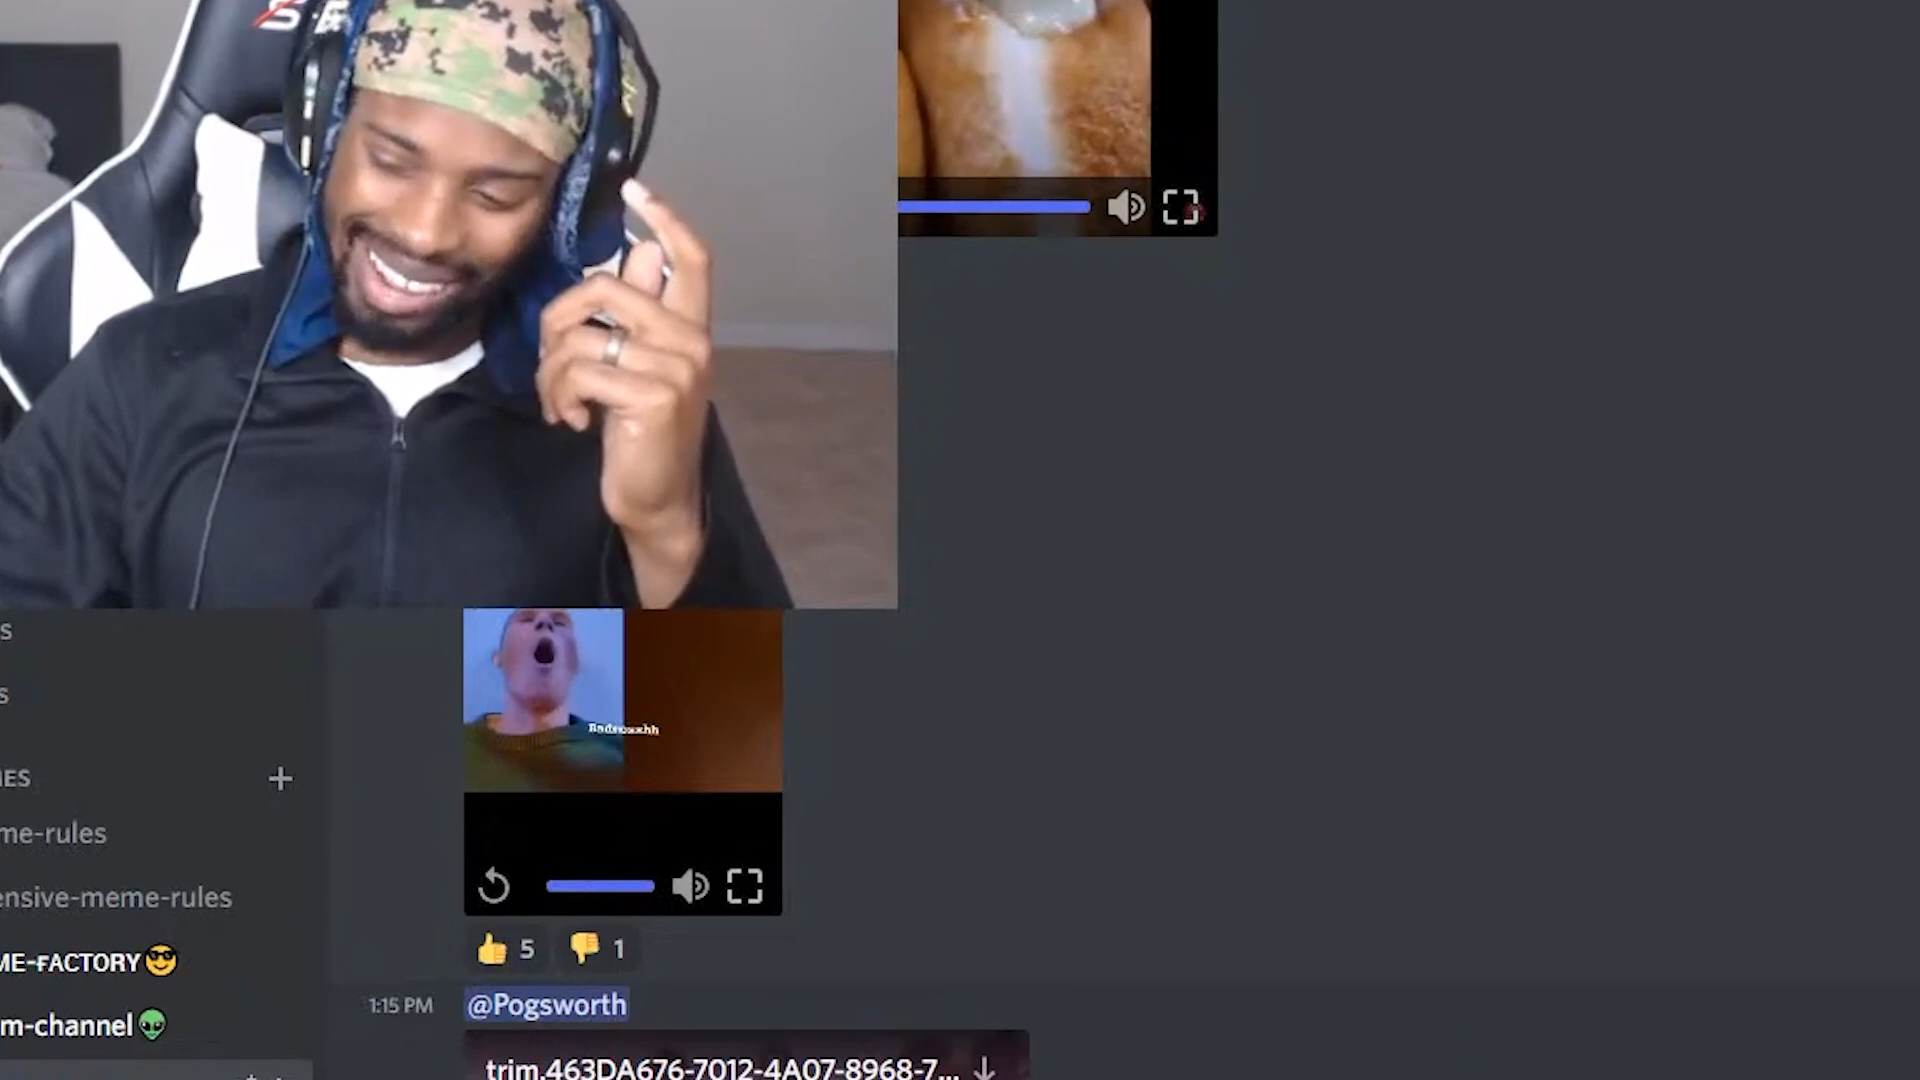 s
s
IES
me-rules
ensive-meme-rules
ME-ꜰACTORY😎
m-channel👽
👍 5 👎 1
1:15 PM @Pogsworth
trim.463DA676-7012-4A07-8968-7...